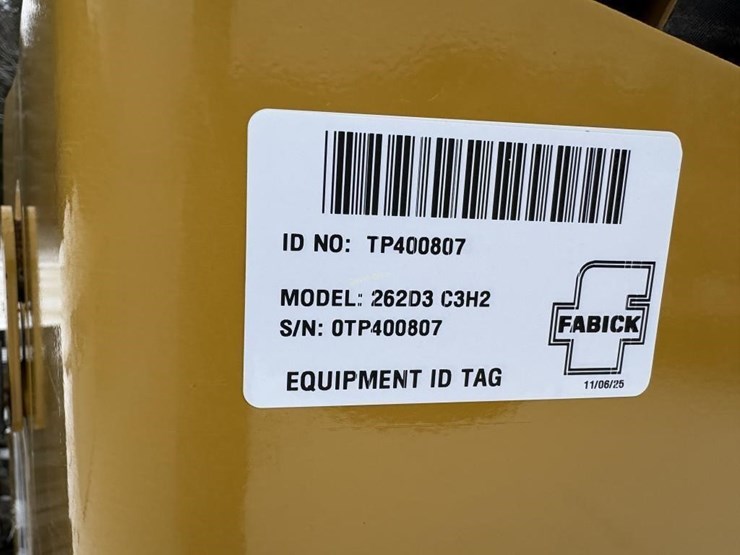 ID NO: TP400807
MODEL: 262D3 C3H2
S/N: 0TP400807
EQUIPMENT ID TAG
FABICK
11/06/25